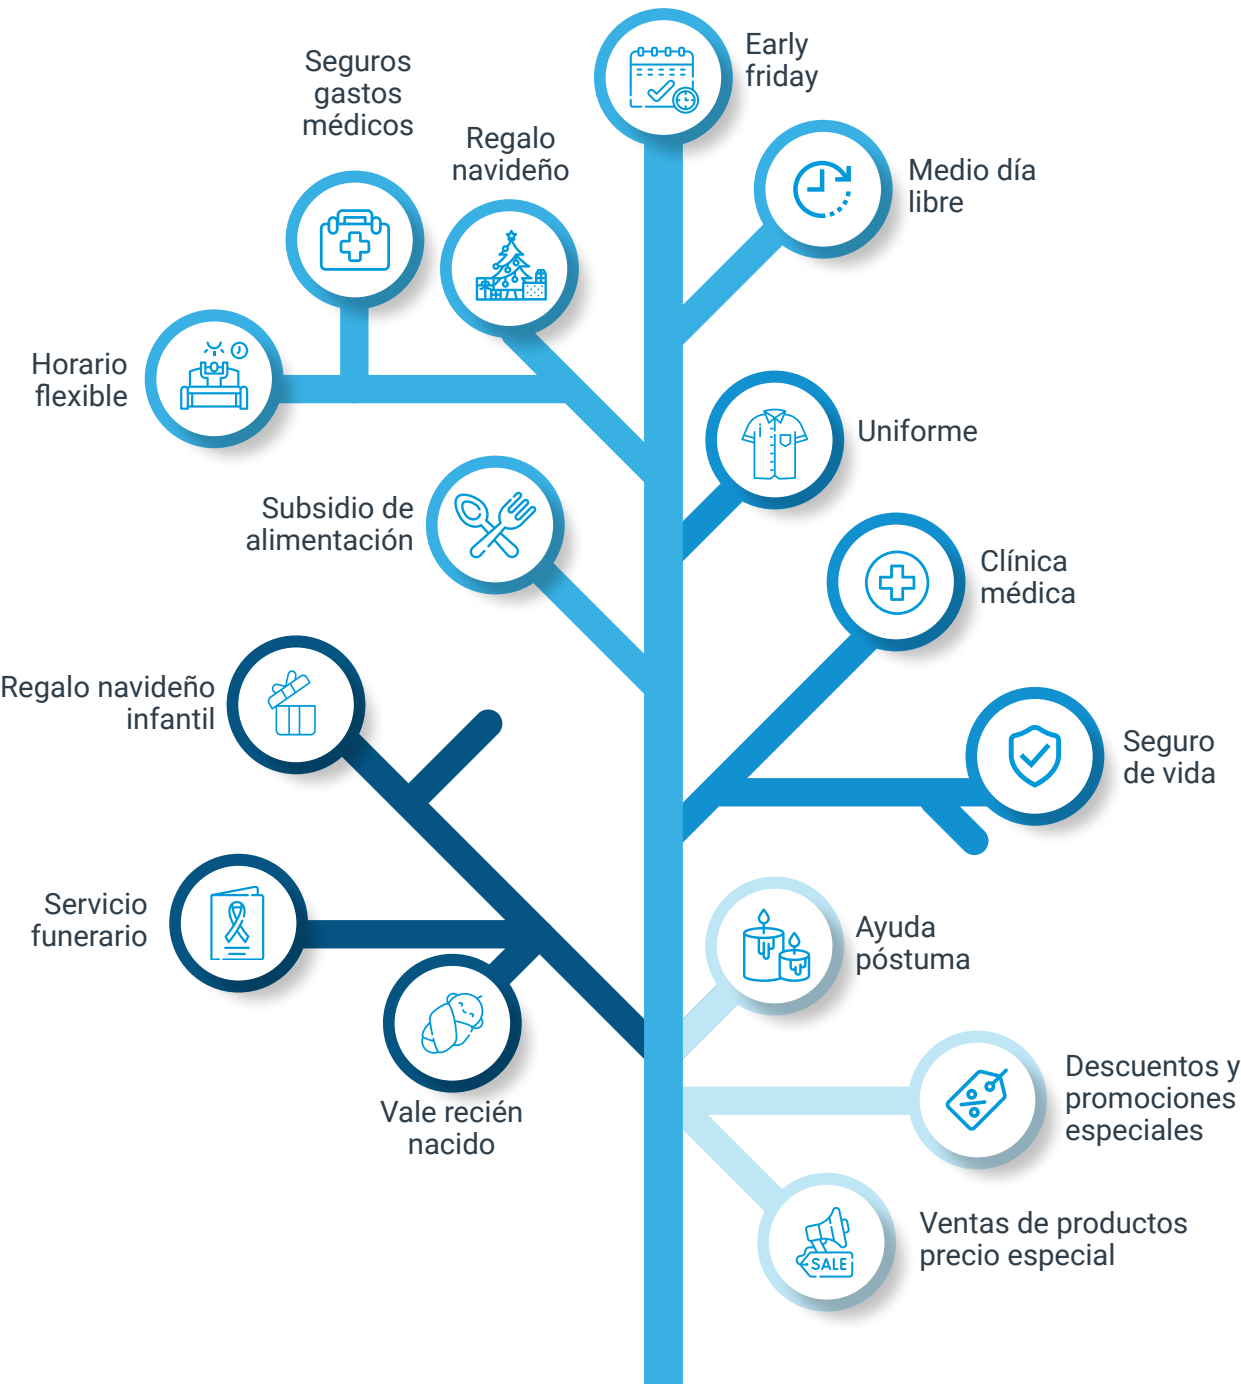 Early
friday
Seguros
gastos
médicos
Regalo
navideño
Medio día
libre
Horario
flexible
Uniforme
Subsidio de
alimentación
Clínica
médica
Regalo navideño
infantil
Seguro
de vida
Servicio
funerario
Ayuda
póstuma
Vale recién
nacido
Descuentos y
promociones
especiales
Ventas de productos
precio especial
SALE